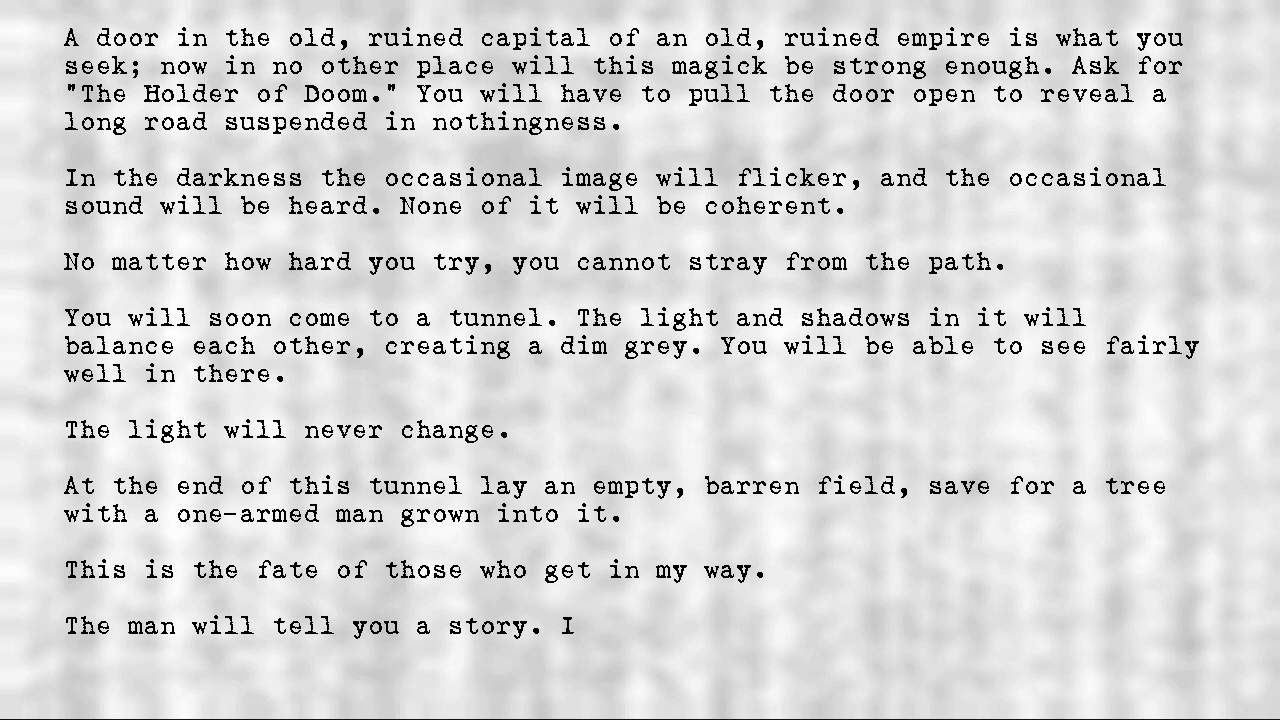 A door in the old, ruined capital of an old, ruined empire is what you
seek; now in no other place will this magick be strong enough. Ask for
"The Holder of Doom." You will have to pull the door open to reveal a
long road suspended in nothingness.
In the darkness the occasional image will flicker, and the occasional
sound will be heard. None of it will be coherent.
No matter how hard you try, you cannot stray from the path.
You will soon come to a tunnel. The light and shadows in it will
balance each other, creating a dim grey. You will be able to see fairly
well in there.
The light will never change.
At the end of this tunnel lay an empty, barren field, save for a tree
with a one-armed man grown into it.
This is the fate of those who get in my way.
The man will tell you a story. I